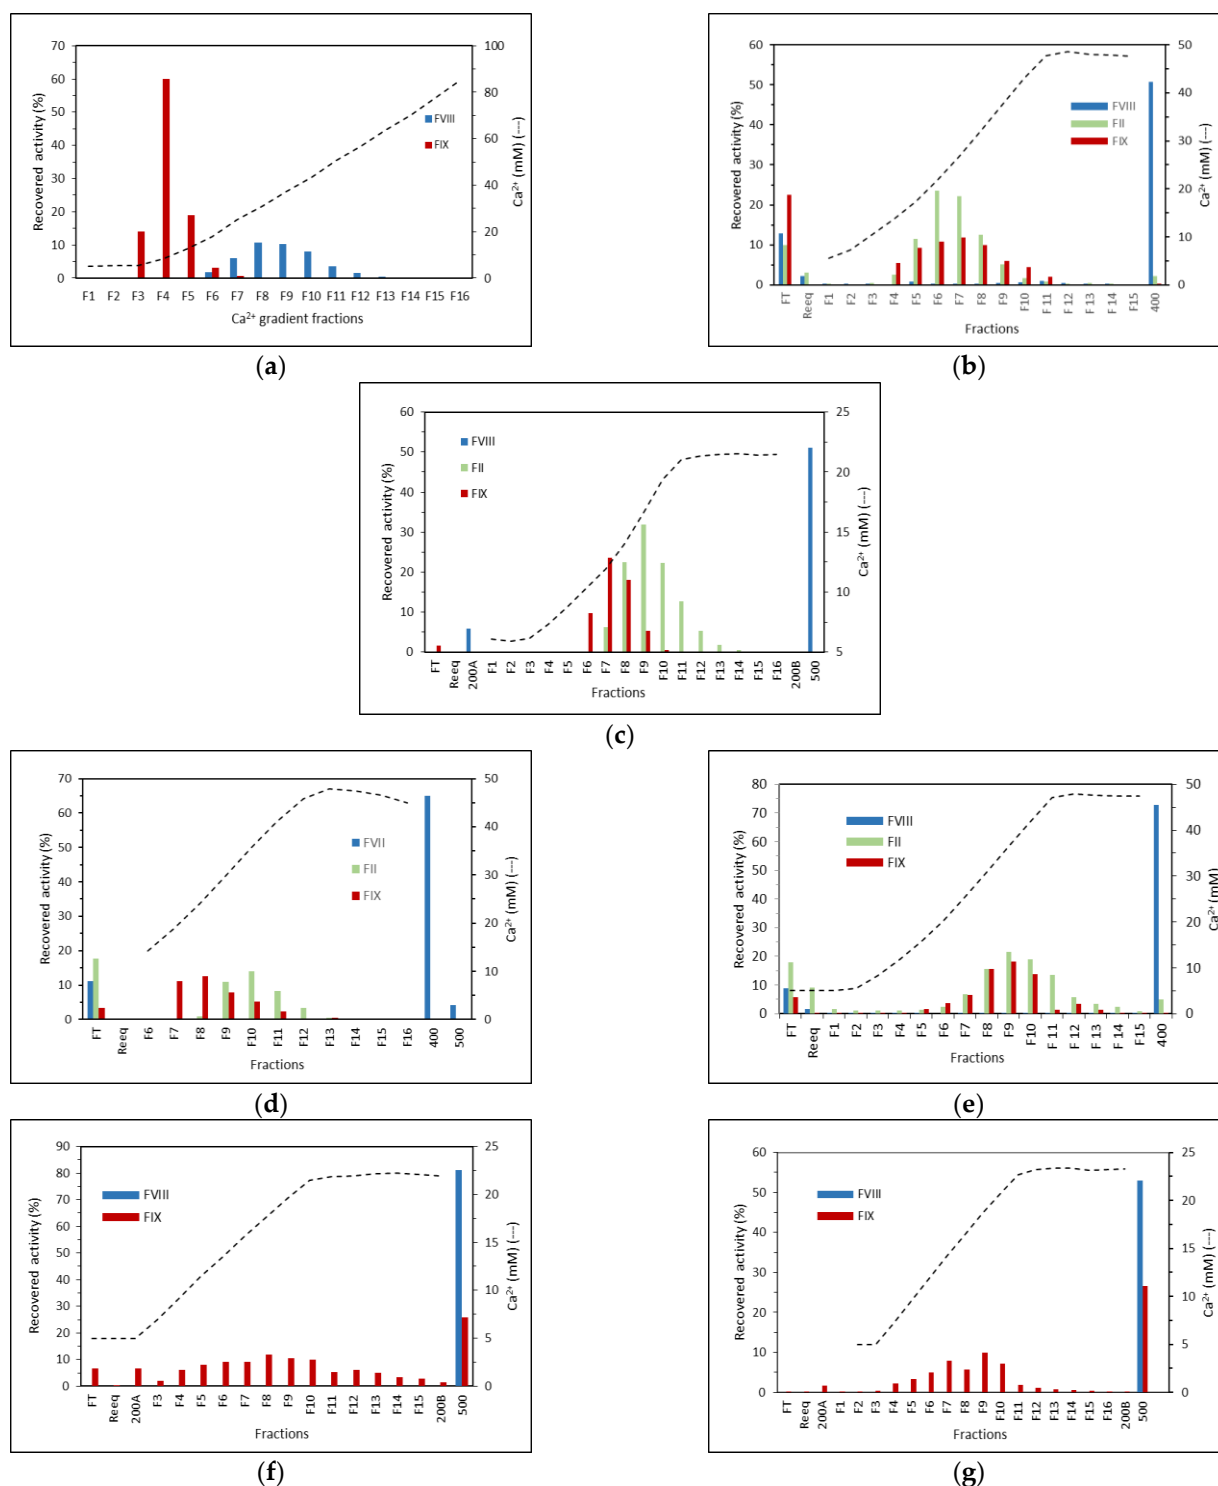 70
60
50
40
30
20
10
0
Recovered activity (%)
100
80
60
40
20
0
Ca²⁺ (mM) (---)
FVIII
FIX
F1 F2 F3 F4 F5 F6 F7 F8 F9 F10 F11 F12 F13 F14 F15 F16
Ca²⁺ gradient fractions
(a)
60
50
40
30
20
10
0
Recovered activity (%)
50
40
30
20
10
0
Ca²⁺ (mM) (---)
FVIII
FII
FIX
FT Reeq F1 F2 F3 F4 F5 F6 F7 F8 F9 F10 F 11 F 12 F 13 F 14 F15 400
Fractions
(b)
60
50
40
30
20
10
0
Recovered activity (%)
25
20
15
10
5
Ca²⁺ (mM) (---)
FVIII
FII
FIX
FT Reeq 200A F1 F2 F3 F4 F5 F6 F7 F8 F9 F10 F11 F12 F13 F14 F15 F16 200B 500
Fractions
(c)
70
65
60
55
50
45
40
35
30
25
20
15
10
5
0
Recovered activity (%)
50
40
30
20
10
0
Ca²⁺ (mM) (---)
FVII
FII
FIX
FT Reeq F6 F7 F8 F9 F10 F11 F12 F13 F14 F15 F16 400 500
Fractions
(d)
80
70
60
50
40
30
20
10
0
Recovered activity (%)
50
40
30
20
10
0
Ca²⁺ (mM) (---)
FVIII
FII
FIX
FT Reeq F1 F2 F3 F4 F5 F6 F7 F8 F9 F10 F 11 F 12 F 13 F 14 F15 400
Fractions
(e)
90
80
70
60
50
40
30
20
10
0
Recovered activity (%)
25
20
15
10
5
0
Ca²⁺ (mM) (---)
FVIII
FIX
FT Reeq 200A F3 F4 F5 F6 F7 F8 F9 F10 F11 F12 F13 F14 F15 200B 500
Fractions
(f)
60
50
40
30
20
10
0
Recovered activity (%)
25
20
15
10
5
0
Ca²⁺ (mM) (---)
FVIII
FIX
FT Reeq 200A F1 F2 F3 F4 F5 F6 F7 F8 F9 F10 F11 F12 F13 F14 F15 F16 200B 500
Fractions
(g)